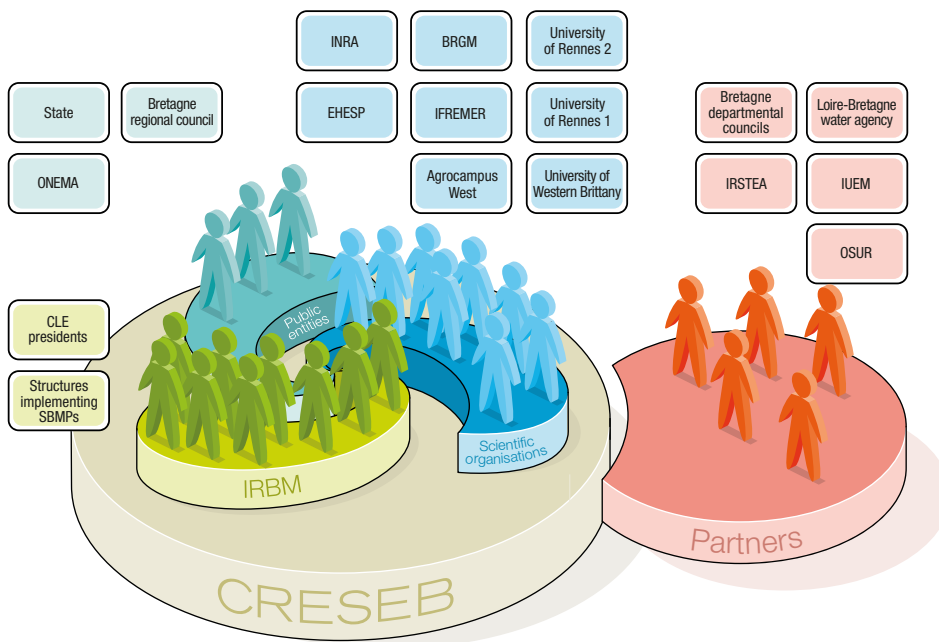 INRA
BRGM
University
of Rennes 2
State
Bretagne
regional council
EHESP
IFREMER
University
of Rennes 1
Bretagne
departmental
councils
Loire-Bretagne
water agency
ONEMA
Agrocampus
West
University of
Western Brittany
IRSTEA
IUEM
OSUR
CLE
presidents
Structures
implementing
SBMPs
Public
entities
Scientific
organisations
IRBM
Partners
CRESEB